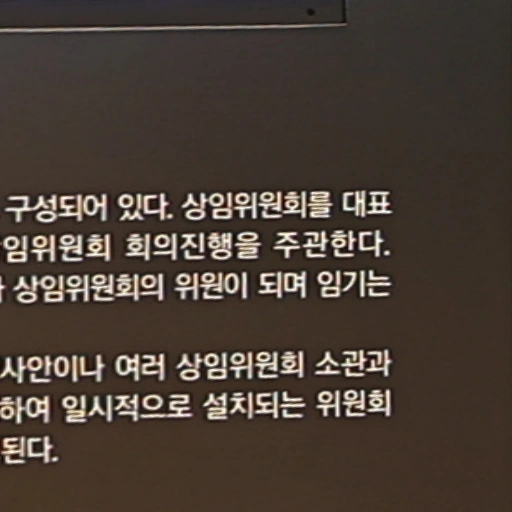 구성되어 있다. 상임위원회를 대표
임위원회 회의진행을 주관한다.
상임위원회의 위원이 되며 임기는
사안이나 여러 상임위원회 소관과
하여 일시적으로 설치되는 위원회
된다.